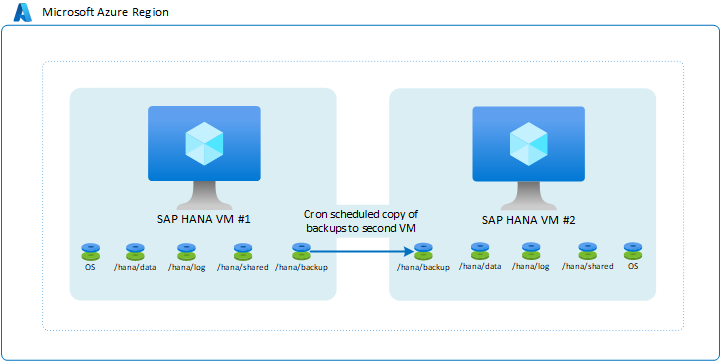 Microsoft Azure Region
SAP HANA VM #1
Cron scheduled copy of
backups to second VM
SAP HANA VM #2
OS
/hana/data
/hana/log
/hana/shared
/hana/backup
/hana/backup
/hana/data
/hana/log
/hana/shared
OS